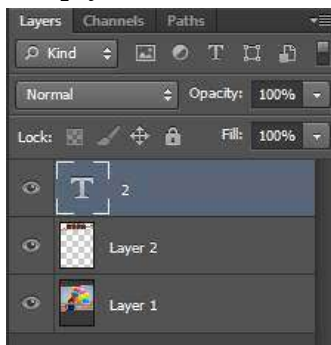 Layers Channels Paths
Kind T
Normal Opacity: 100%
Lock: Fill: 100%
T 2
Layer 2
Layer 1